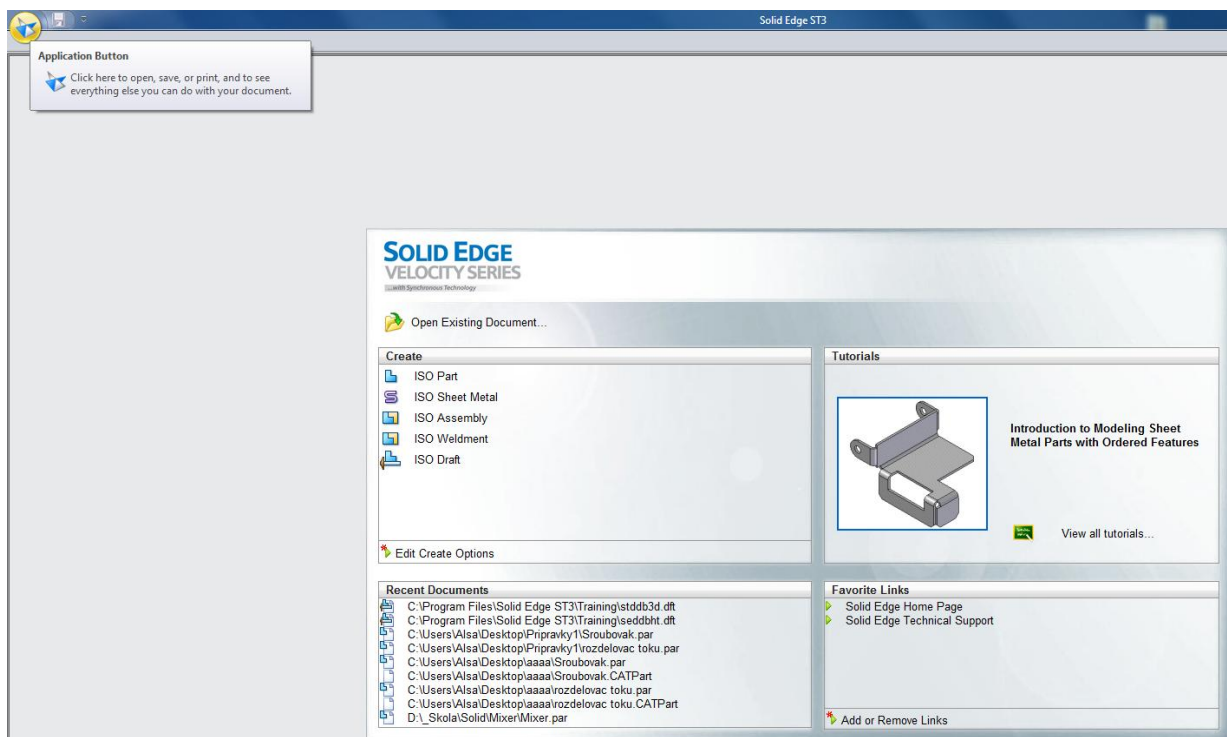 Solid Edge ST3
Application Button
Click here to open, save, or print, and to see
everything else you can do with your document.
SOLID EDGE
VELOCITY SERIES
...with Synchronous Technology
Open Existing Document...
Create
ISO Part
ISO Sheet Metal
ISO Assembly
ISO Weldment
ISO Draft
Edit Create Options
Tutorials
Introduction to Modeling Sheet
Metal Parts with Ordered Features
View all tutorials...
Recent Documents
C:\Program Files\Solid Edge ST3\Training\stddb3d.dft
C:\Program Files\Solid Edge ST3\Training\seddbht.dft
C:\Users\Alsa\Desktop\Pripravky1\Sroubovak.par
C:\Users\Alsa\Desktop\Pripravky1\rozdelovac toku.par
C:\Users\Alsa\Desktop\aaaa\Sroubovak.par
C:\Users\Alsa\Desktop\aaaa\Sroubovak.CATPart
C:\Users\Alsa\Desktop\aaaa\rozdelovac toku.par
C:\Users\Alsa\Desktop\aaaa\rozdelovac toku.CATPart
D:\_Skola\Solid\Mixer\Mixer.par
Favorite Links
Solid Edge Home Page
Solid Edge Technical Support
Add or Remove Links